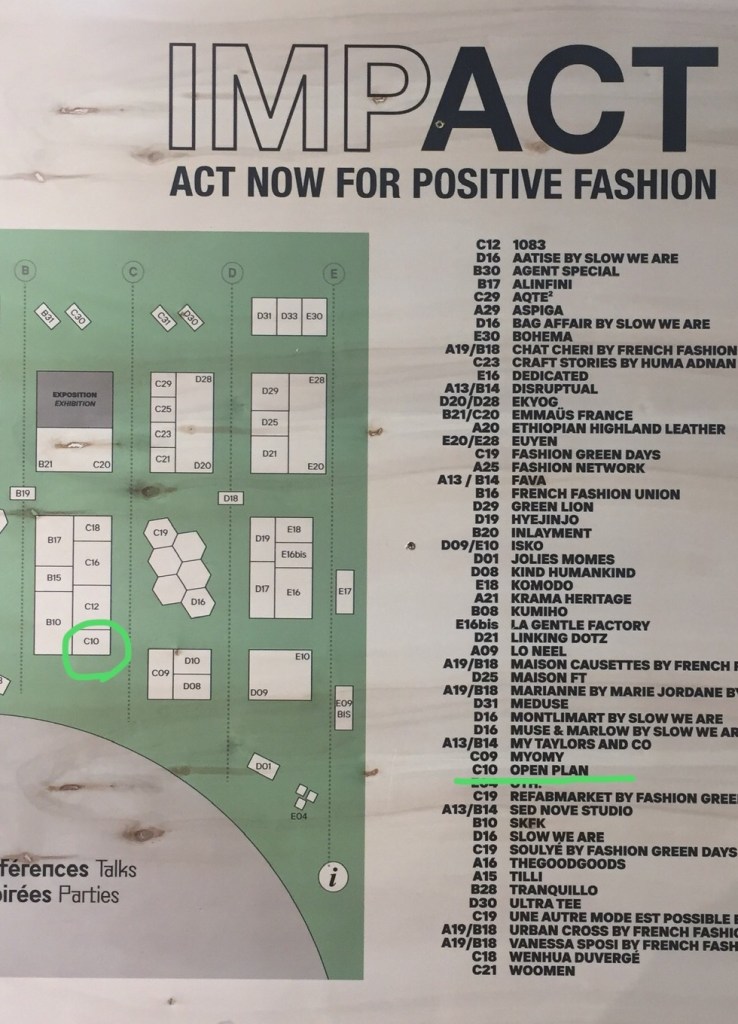 IMPACT
ACT NOW FOR POSITIVE FASHION
B
C
D
E
B31
C30
C31
D30
D31
D33
E30
EXPOSITION
EXHIBITION
B21
C20
C29
D28
C25
C23
C21
D20
D29
E28
D25
D21
E20
B19
D18
B17
C18
C16
B15
C12
B10
C10
C19
D16
D19
E18
E16bis
D17
E16
E17
C09
D10
D08
E10
D09
E09
BIS
D01
E04
i
férences Talks
irées Parties
C12 1083
D16 AATISE BY SLOW WE ARE
B30 AGENT SPECIAL
B17 ALINFINI
C29 AQTE²
A29 ASPIGA
D16 BAG AFFAIR BY SLOW WE ARE
E30 BOHEMA
A19/B18 CHAT CHERI BY FRENCH FASHION
C23 CRAFT STORIES BY HUMA ADNAN
E16 DEDICATED
A13/B14 DISRUPTUAL
D20/D28 EKYOG
B21/C20 EMMAÜS FRANCE
A20 ETHIOPIAN HIGHLAND LEATHER
E20/E28 EUYEN
C19 FASHION GREEN DAYS
A25 FASHION NETWORK
A13 / B14 FAVA
B16 FRENCH FASHION UNION
D29 GREEN LION
D19 HYEJINJO
B20 INLAYMENT
D09/E10 ISKO
D01 JOLIES MOMES
D08 KIND HUMANKIND
E18 KOMODO
A21 KRAMA HERITAGE
B08 KUMIHO
E16bis LA GENTLE FACTORY
D21 LINKING DOTZ
A09 LO NEEL
A19/B18 MAISON CAUSETTES BY FRENCH F
D25 MAISON FT
A19/B18 MARIANNE BY MARIE JORDANE BY
D31 MEDUSE
D16 MONTLIMART BY SLOW WE ARE
D16 MUSE & MARLOW BY SLOW WE AR
A13/B14 MY TAYLORS AND CO
C09 MYOMY
C10 OPEN PLAN
E04 OTH.
C19 REFABMARKET BY FASHION GREE
A13/B14 SED NOVE STUDIO
B10 SKFK
D16 SLOW WE ARE
C19 SOULYÉ BY FASHION GREEN DAYS
A16 THEGOODGOODS
A15 TILLI
B28 TRANQUILLO
D30 ULTRA TEE
C19 UNE AUTRE MODE EST POSSIBLE
A19/B18 URBAN CROSS BY FRENCH FASHIO
A19/B18 VANESSA SPOSI BY FRENCH FASH
C18 WENHUA DUVERGÉ
C21 WOOMEN